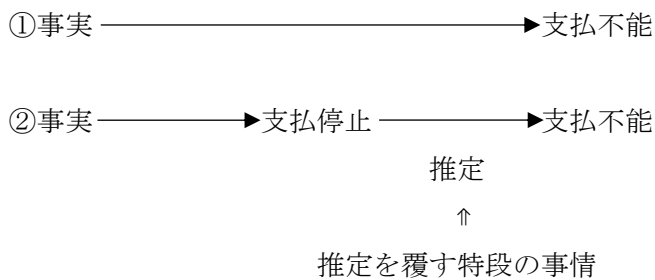 ①事実 支払不能
②事実 支払停止 支払不能
推定
⇑
推定を覆す特段の事情